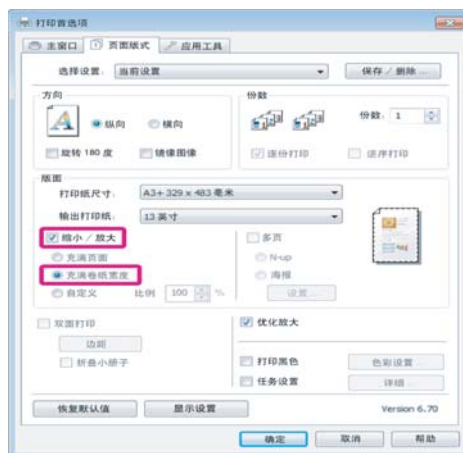 打印首选项
主窗口 页面版式 应用工具
选择设置: 当前设置 保存 / 删除 ...
方向 份数
A 纵向 横向 份数: 1
旋转 180 度 镜像图像 逐份打印 逆序打印
版面
打印纸尺寸: A3+ 329 x 483 毫米
输出打印纸: 13 英寸
缩小 / 放大 多页
充满页面 N-up
充满卷纸宽度 海报
自定义 比例 100 % 设置 ...
双面打印 优化放大
边距
折叠小册子 打印黑色 色彩设置 ...
任务设置 详细 ...
恢复默认值 显示设置 Version 6.70
确定 取消 帮助